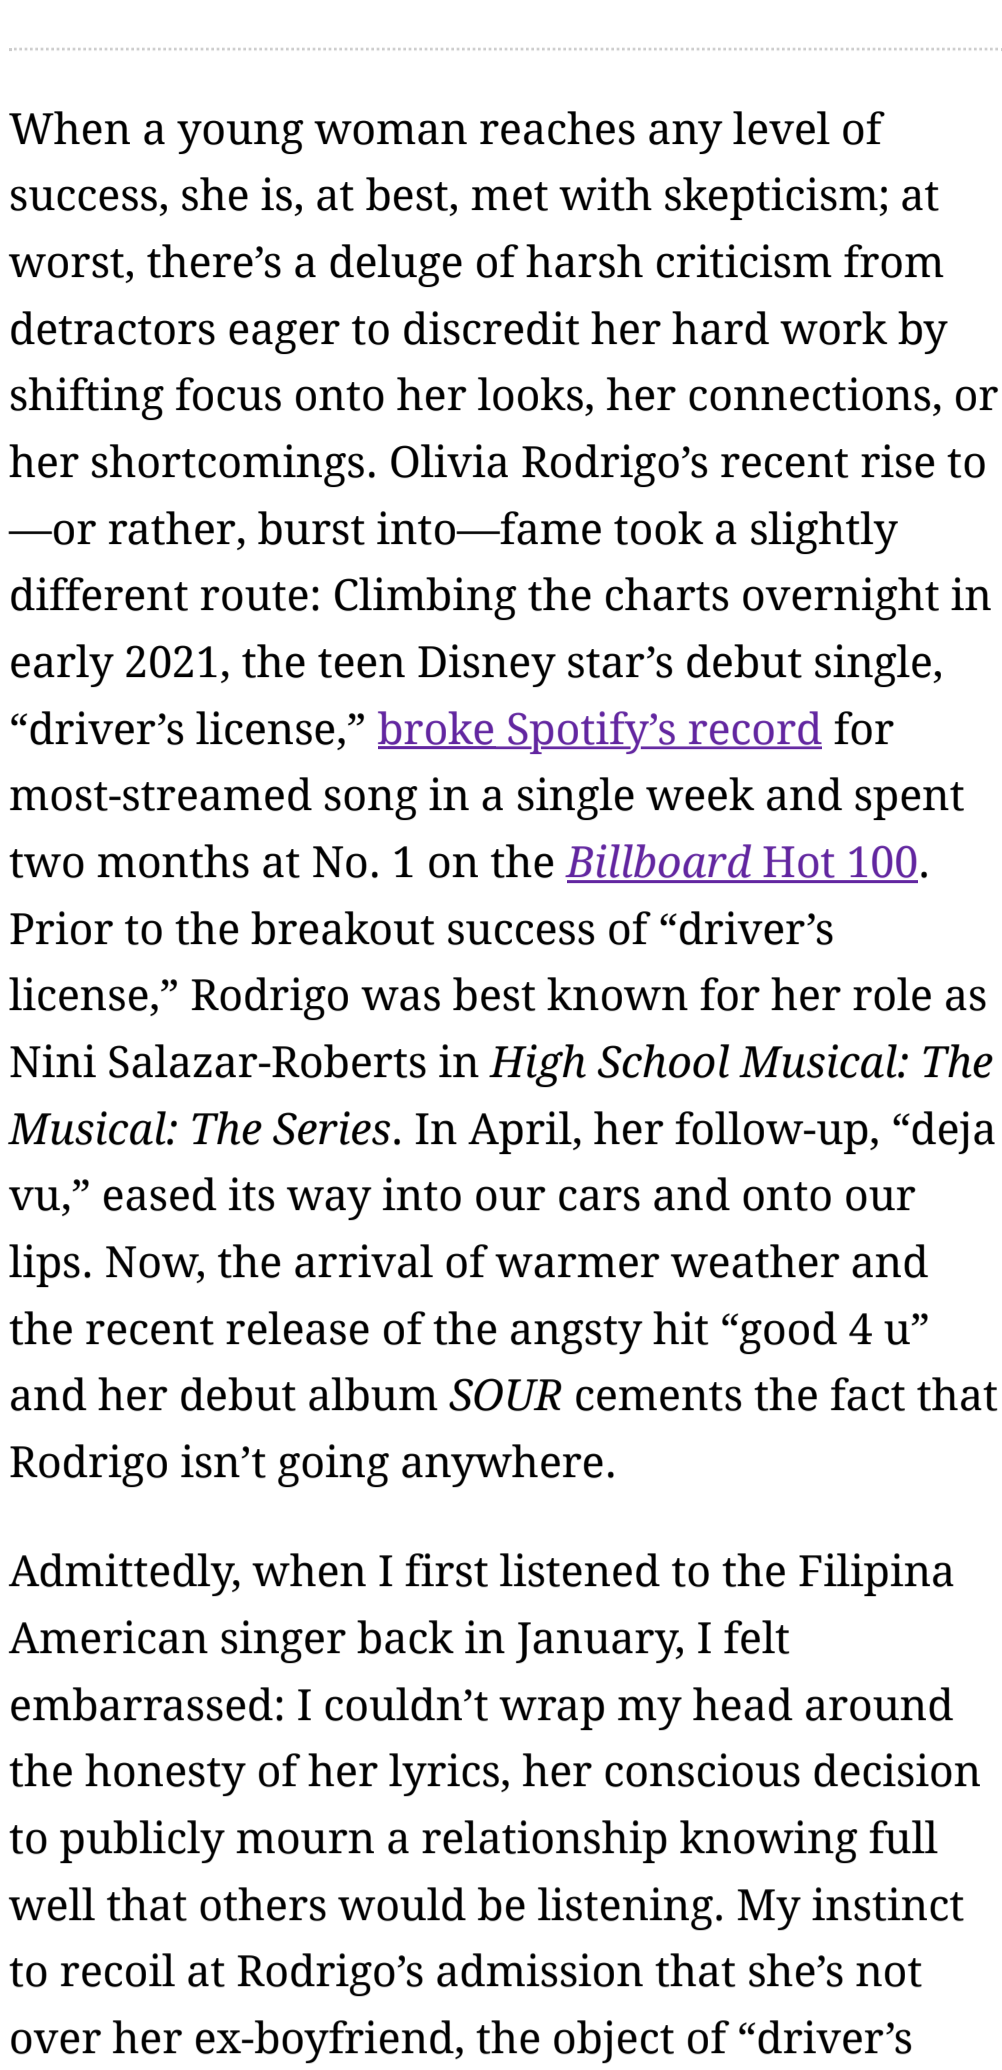 When a young woman reaches any level of
success, she is, at best, met with skepticism; at
worst, there’s a deluge of harsh criticism from
detractors eager to discredit her hard work by
shifting focus onto her looks, her connections, or
her shortcomings. Olivia Rodrigo’s recent rise to
—or rather, burst into—fame took a slightly
different route: Climbing the charts overnight in
early 2021, the teen Disney star’s debut single,
“driver’s license,” broke Spotify’s record for
most-streamed song in a single week and spent
two months at No. 1 on the Billboard Hot 100.
Prior to the breakout success of “driver’s
license,” Rodrigo was best known for her role as
Nini Salazar-Roberts in High School Musical: The
Musical: The Series. In April, her follow-up, “deja
vu,” eased its way into our cars and onto our
lips. Now, the arrival of warmer weather and
the recent release of the angsty hit “good 4 u”
and her debut album SOUR cements the fact that
Rodrigo isn’t going anywhere.
Admittedly, when I first listened to the Filipina
American singer back in January, I felt
embarrassed: I couldn’t wrap my head around
the honesty of her lyrics, her conscious decision
to publicly mourn a relationship knowing full
well that others would be listening. My instinct
to recoil at Rodrigo’s admission that she’s not
over her ex-boyfriend, the object of “driver’s